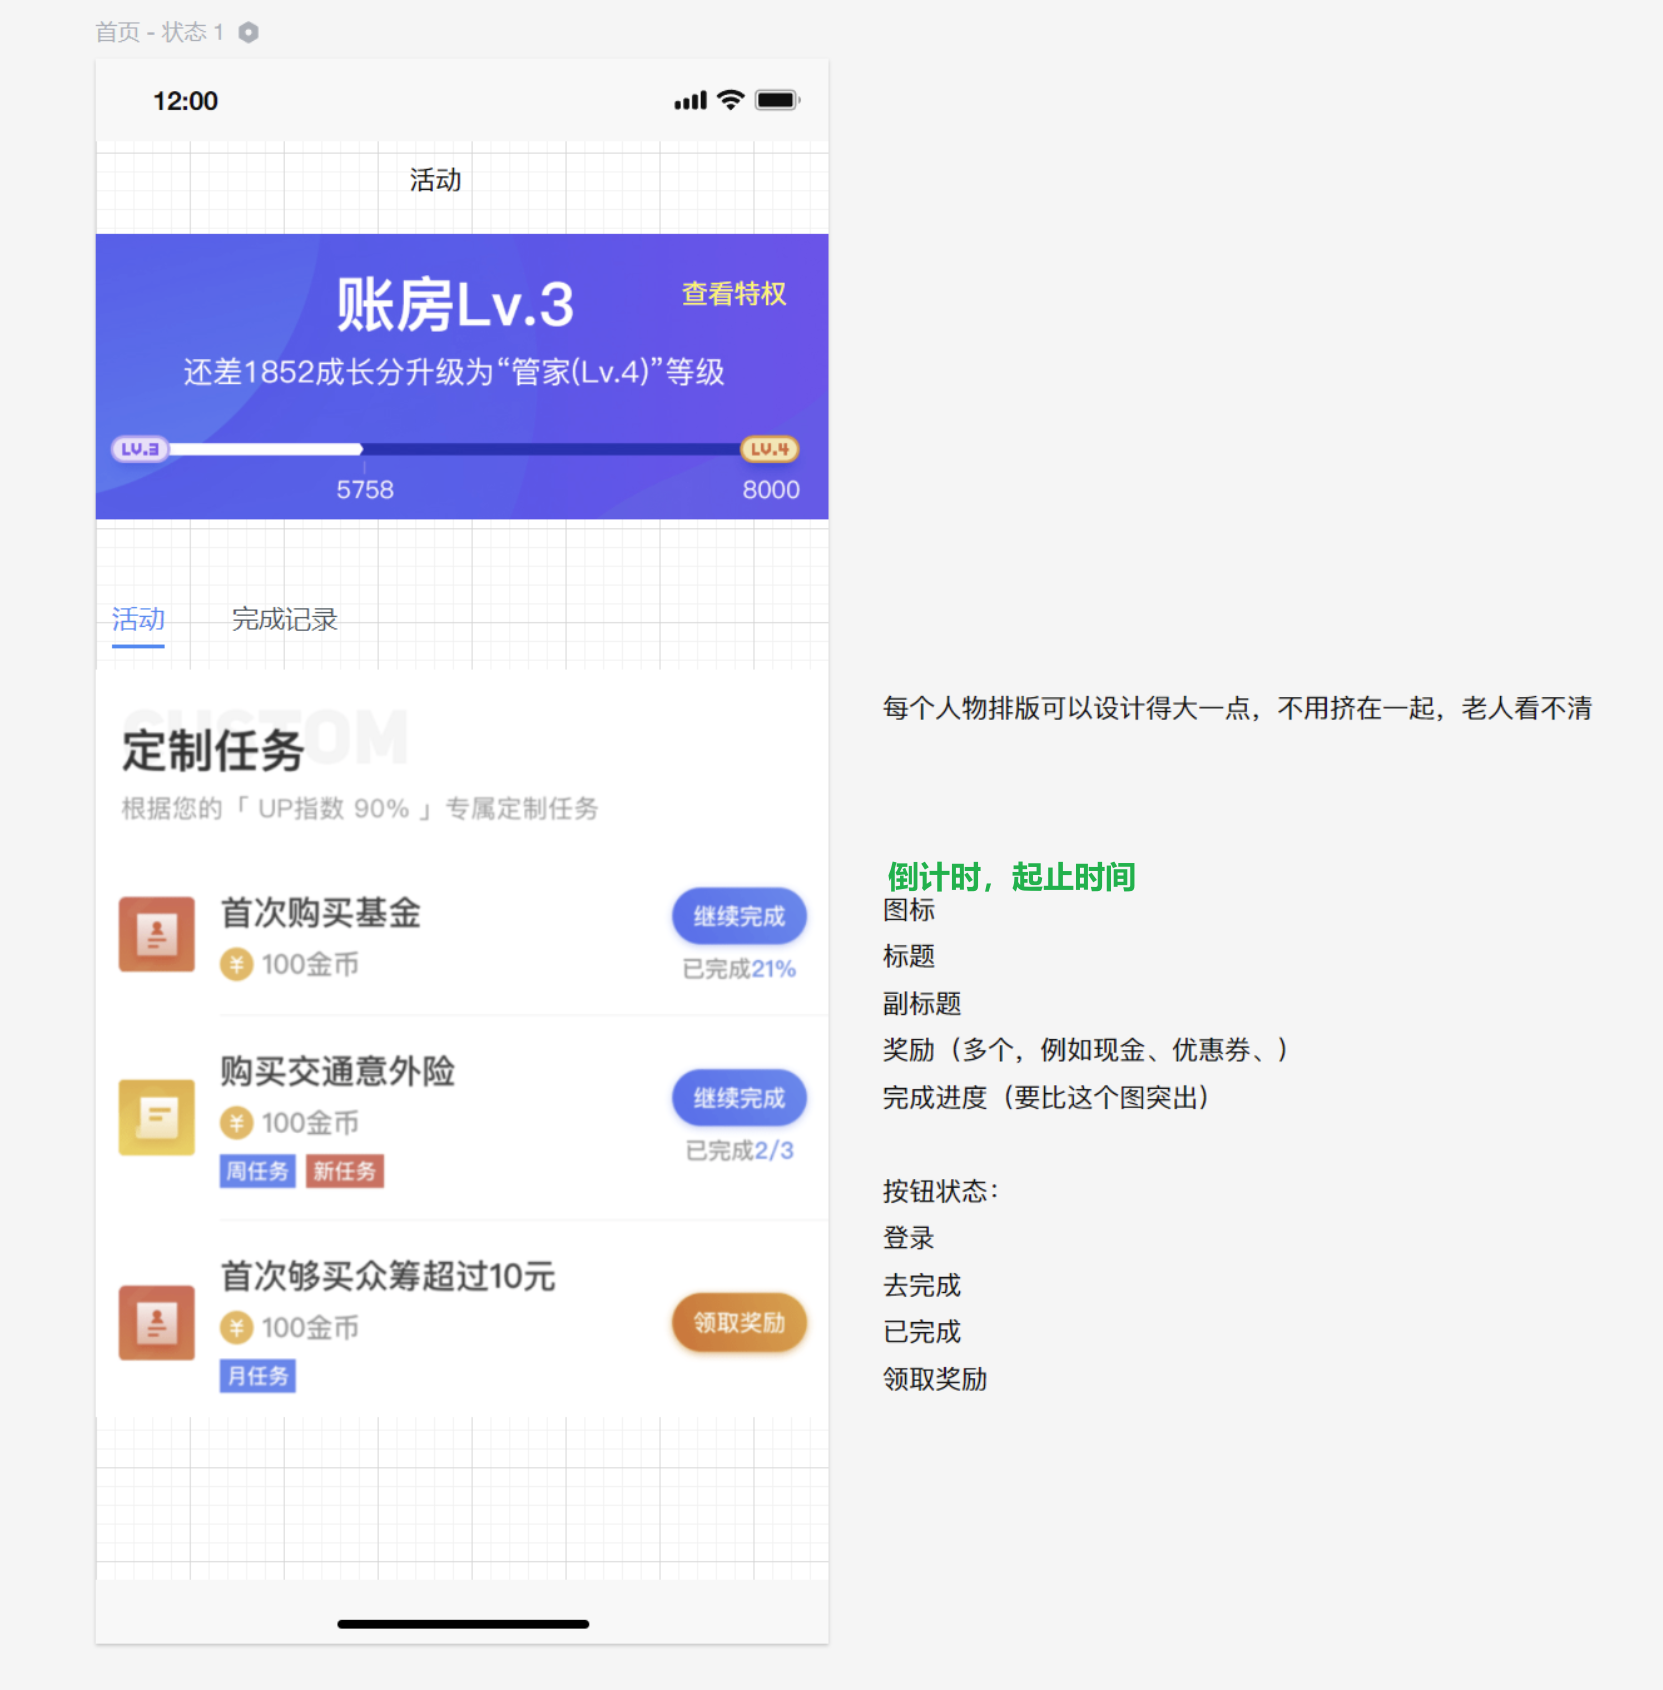 首页 - 状态 1
12:00
活动
账房Lv.3
查看特权
还差1852成长分升级为“管家(Lv.4)”等级
LV.3
LV.4
5758
8000
活动
完成记录
CUSTOM
定制任务
根据您的「 UP指数 90% 」专属定制任务
首次购买基金
¥ 100金币
继续完成
已完成21%
购买交通意外险
¥ 100金币
周任务 新任务
继续完成
已完成2/3
首次够买众筹超过10元
¥ 100金币
月任务
领取奖励
每个人物排版可以设计得大一点，不用挤在一起，老人看不清
倒计时，起止时间
图标
标题
副标题
奖励（多个，例如现金、优惠券、）
完成进度（要比这个图突出）
按钮状态：
登录
去完成
已完成
领取奖励